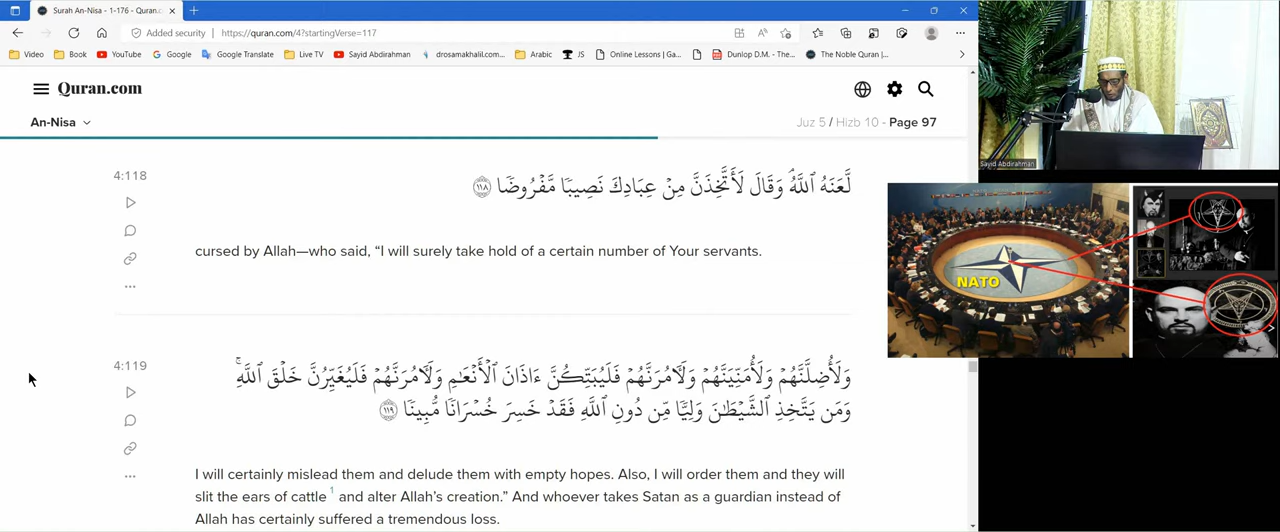 Surah An-Nisa - 1-176 - Quran.c
Added security
https://quran.com/4?startingVerse=117
Video
Book
YouTube
Google
Google Translate
Live TV
Sayid Abdirahman
drosamakhalil.com...
Arabic
JS
Online Lessons | Ga...
Dunlop D.M. - The...
The Noble Quran |...
Quran.com
An-Nisa
Juz 5 / Hizb 10 - Page 97
4:118
لَّعَنَهُ ٱللَّهُۘ وَقَالَ لَأَتَّخِذَنَّ مِنْ عِبَادِكَ نَصِيبًا مَّفْرُوضًا ١١٨
cursed by Allah—who said, “I will surely take hold of a certain number of Your servants.
4:119
وَلَأُضِلَّنَّهُمْ وَلَأُمَنِّيَنَّهُمْ وَلَـَٔامُرَنَّهُمْ فَلَيُبَتِّكُنَّ ءَاذَانَ ٱلْأَنْعَـٰمِ وَلَـَٔامُرَنَّهُمْ فَلَيُغَيِّرُنَّ خَلْقَ ٱللَّهِۚ
وَمَن يَتَّخِذِ ٱلشَّيْطَـٰنَ وَلِيًّا مِّن دُونِ ٱللَّهِ فَقَدْ خَسِرَ خُسْرَانًا مُّبِينًا ١١٩
I will certainly mislead them and delude them with empty hopes. Also, I will order them and they will
slit the ears of cattle 1 and alter Allah’s creation.” And whoever takes Satan as a guardian instead of
Allah has certainly suffered a tremendous loss.
Sayid Abdirahman
NATO